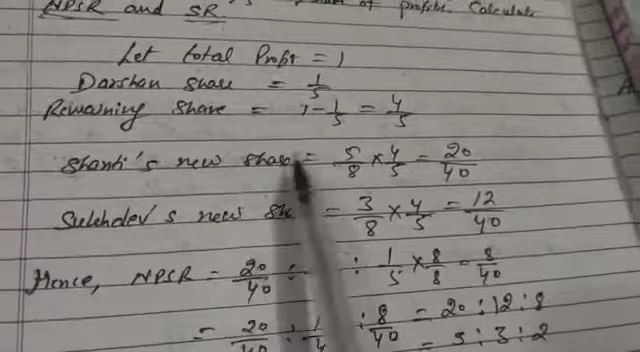 NPSR and SR of profits. Calculate
Let total Profit = 1
Darshan share = 1/5
Remaining share = 1 - 1/5 = 4/5
Shanti's new share = 5/8 × 4/5 = 20/40
Sukhdev's new = 3/8 × 4/5 = 12/40
Hence, NPSR = 20/40 : : 1/5 × 8/8 = 8/40
= 20/40 : : 8/40 = 20 : 12 : 8
= 5 : 3 : 2